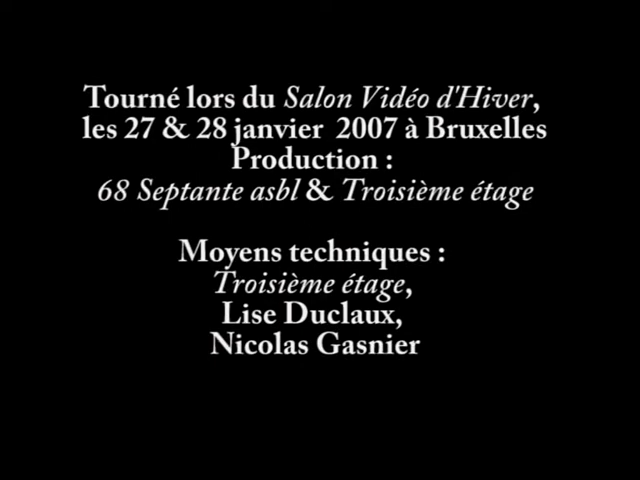 Tourné lors du Salon Vidéo d'Hiver,
les 27 & 28 janvier 2007 à Bruxelles
Production :
68 Septante asbl & Troisième étage
Moyens techniques :
Troisième étage,
Lise Duclaux,
Nicolas Gasnier